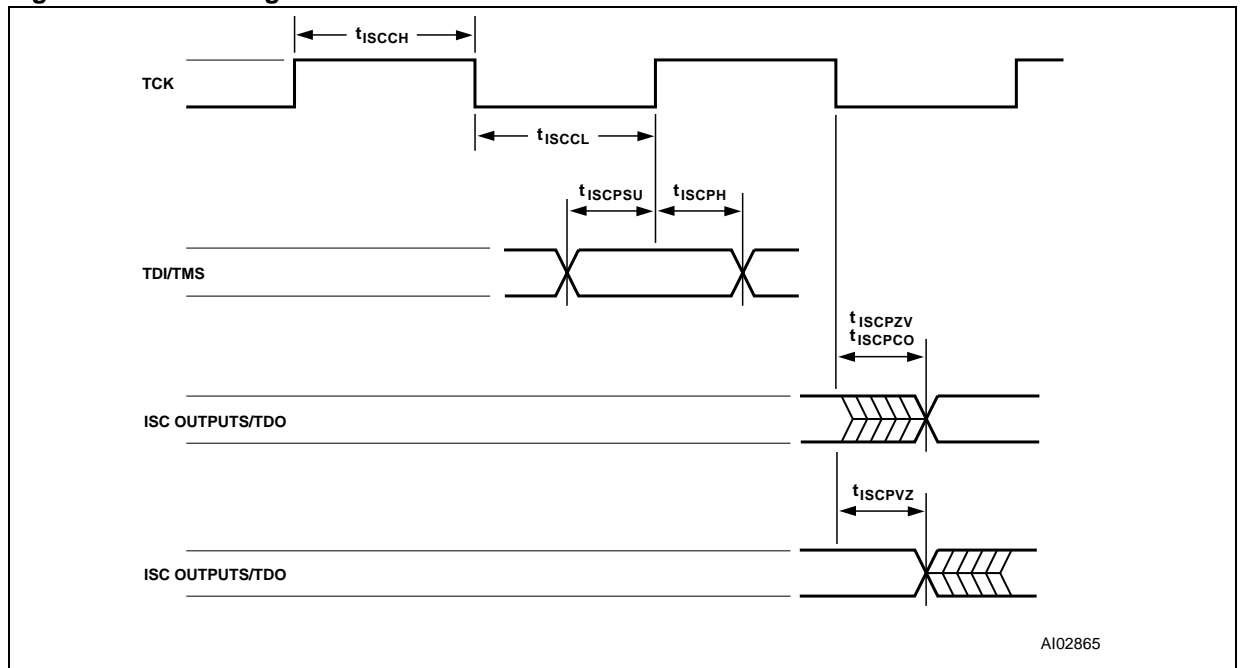 tISCCH
TCK
tISCCL
tISCPSU
tISCPH
TDI/TMS
tISCPZV
tISCPCO
ISC OUTPUTS/TDO
tISCPVZ
ISC OUTPUTS/TDO
AI02865